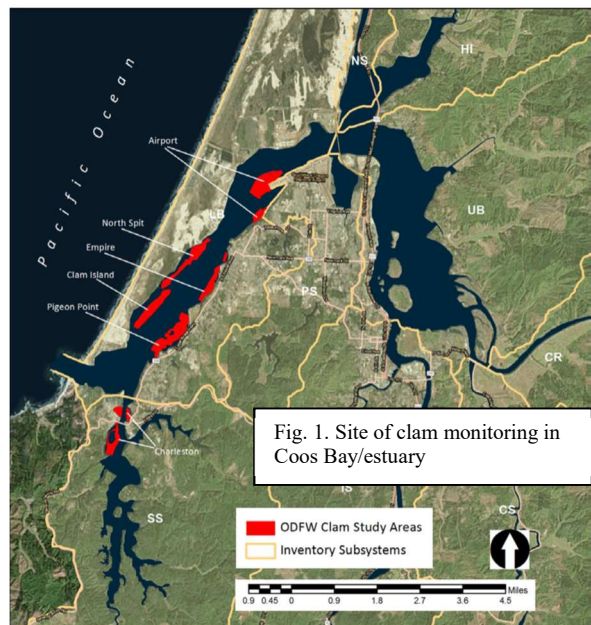 NS
HI
Pacific Ocean
Airport
LB
UB
North Spit
Empire
Clam Island
PS
Pigeon Point
CR
Fig. 1. Site of clam monitoring in
Coos Bay/estuary
Charleston
SS
IS
CS
ODFW Clam Study Areas
Inventory Subsystems
Miles
0.9 0.45 0 0.9 1.8 2.7 3.6 4.5